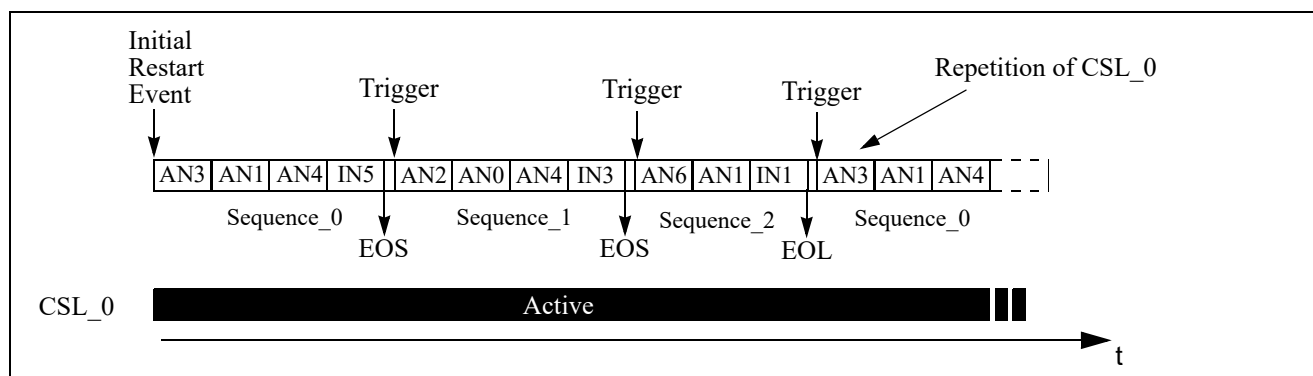 Initial
Restart
Event
Trigger
Trigger
Trigger
Repetition of CSL_0
AN3 AN1 AN4 IN5 AN2 AN0 AN4 IN3 AN6 AN1 IN1 AN3 AN1 AN4
Sequence_0 Sequence_1 Sequence_2 Sequence_0
EOS EOS EOL
CSL_0 Active
t